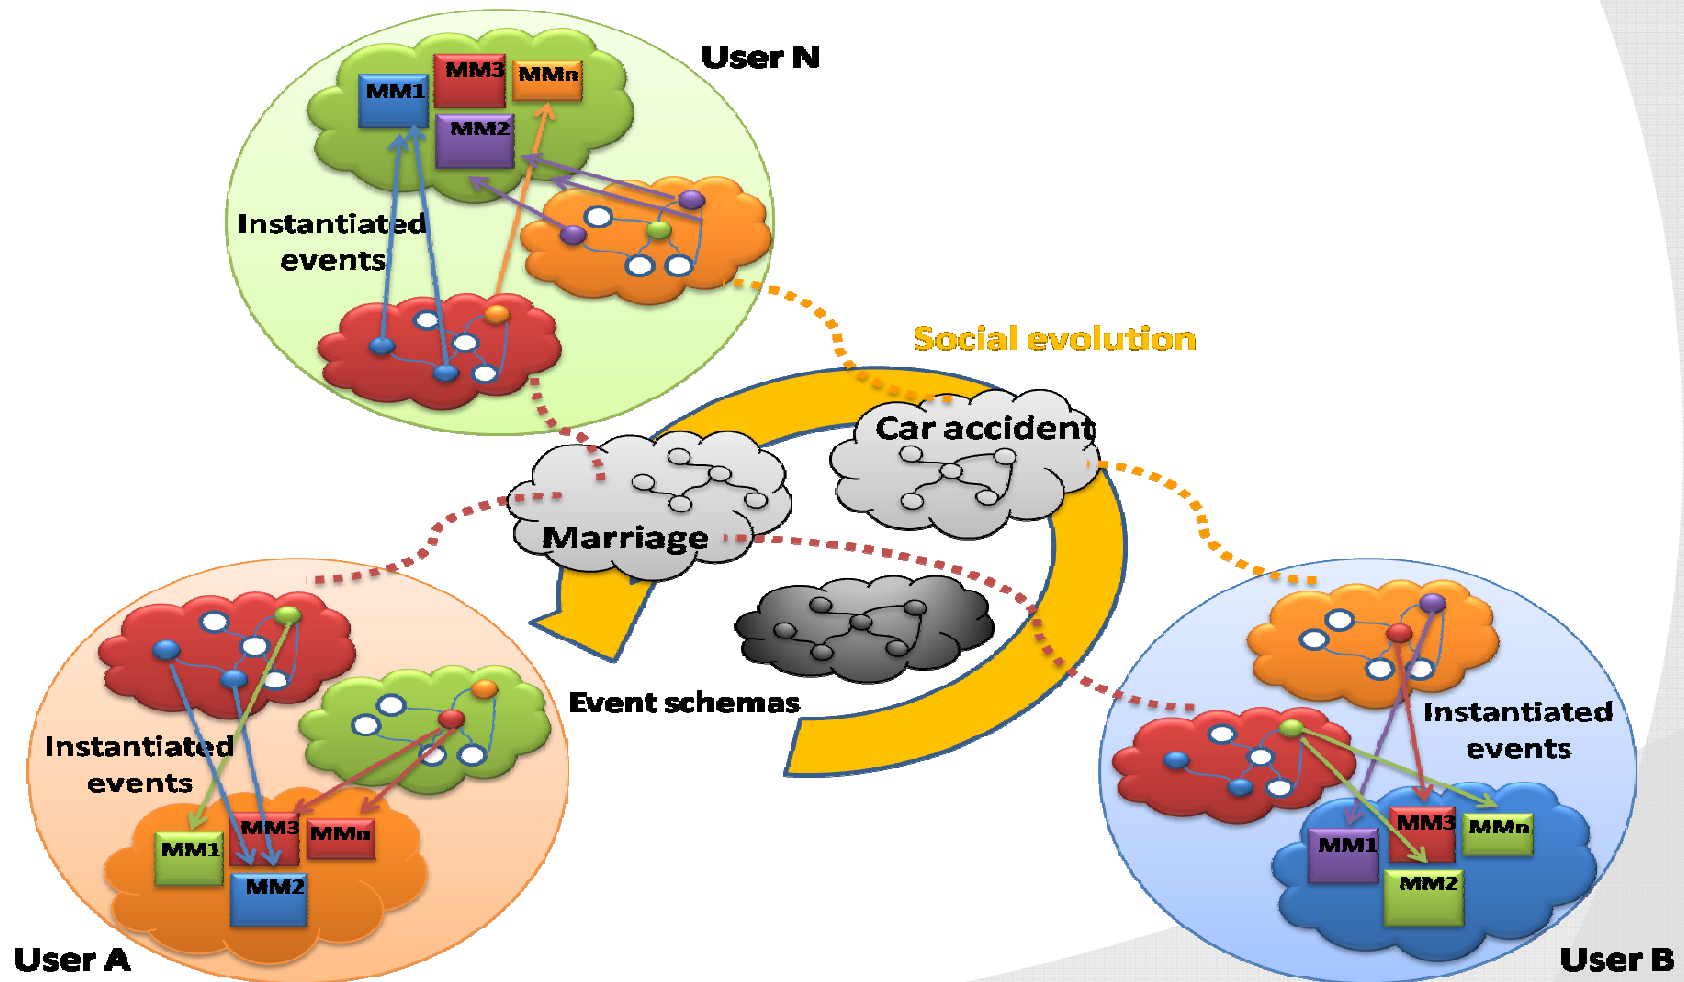 User N
MM1
MM3
MMn
MM2
Instantiated
events
Social evolution
Car accident
Marriage
Event schemas
Instantiated
events
MM1
MM3
MMn
MM2
User A
Instantiated
events
MM1
MM3
MMn
MM2
User B